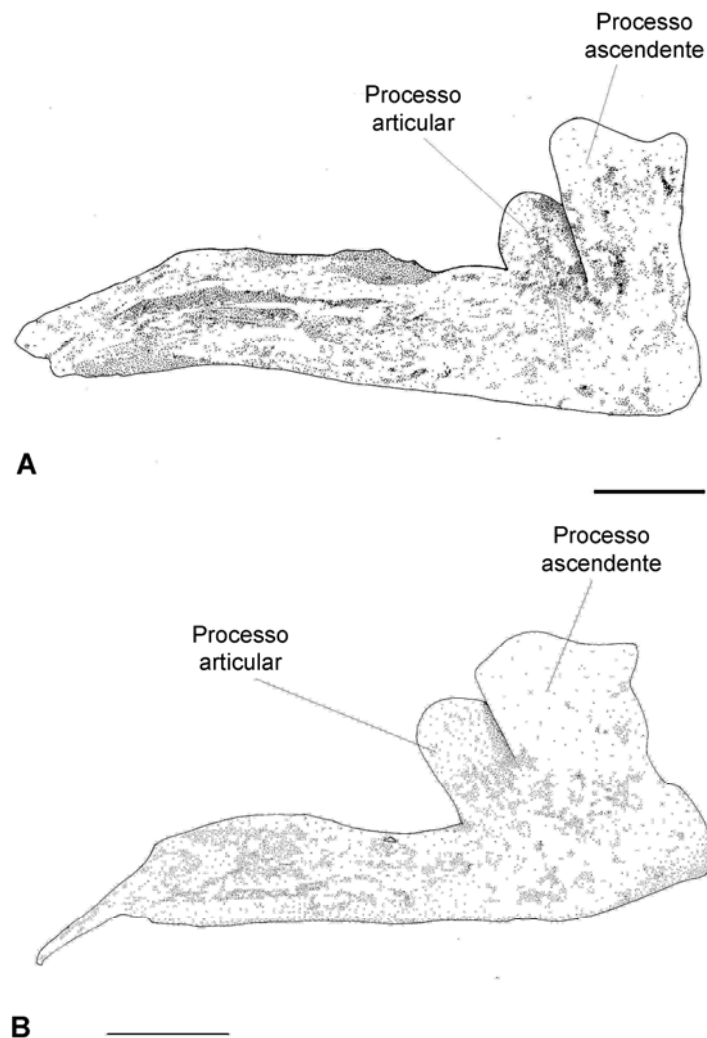 Processo
ascendente
Processo
articular
A
Processo
ascendente
Processo
articular
B